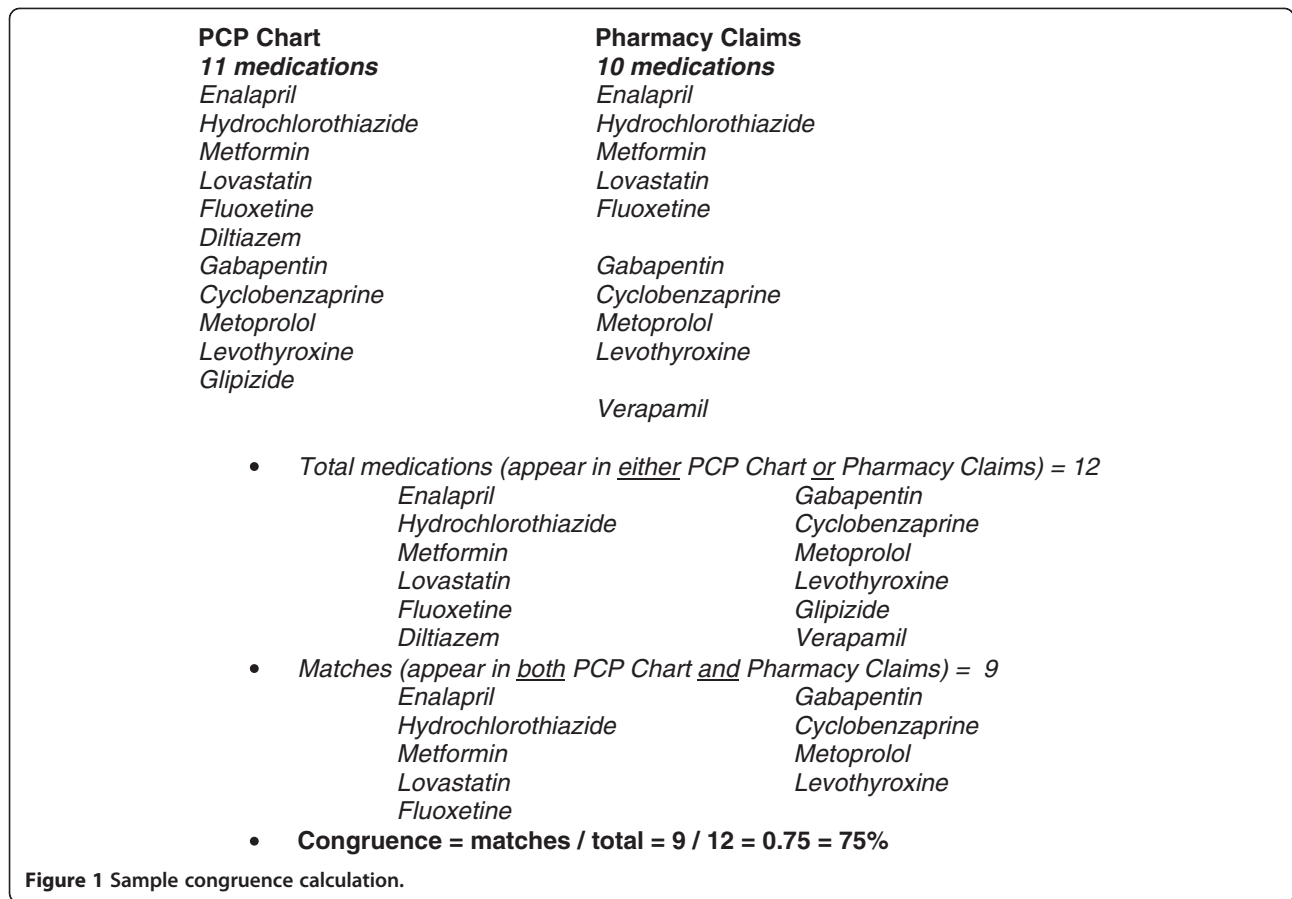 PCP Chart Pharmacy Claims
11 medications 10 medications
Enalapril Enalapril
Hydrochlorothiazide Hydrochlorothiazide
Metformin Metformin
Lovastatin Lovastatin
Fluoxetine Fluoxetine
Diltiazem
Gabapentin Gabapentin
Cyclobenzaprine Cyclobenzaprine
Metoprolol Metoprolol
Levothyroxine Levothyroxine
Glipizide
Verapamil
• Total medications (appear in either PCP Chart or Pharmacy Claims) = 12
Enalapril Gabapentin
Hydrochlorothiazide Cyclobenzaprine
Metformin Metoprolol
Lovastatin Levothyroxine
Fluoxetine Glipizide
Diltiazem Verapamil
• Matches (appear in both PCP Chart and Pharmacy Claims) = 9
Enalapril Gabapentin
Hydrochlorothiazide Cyclobenzaprine
Metformin Metoprolol
Lovastatin Levothyroxine
Fluoxetine
• Congruence = matches / total = 9 / 12 = 0.75 = 75%
Figure 1 Sample congruence calculation.